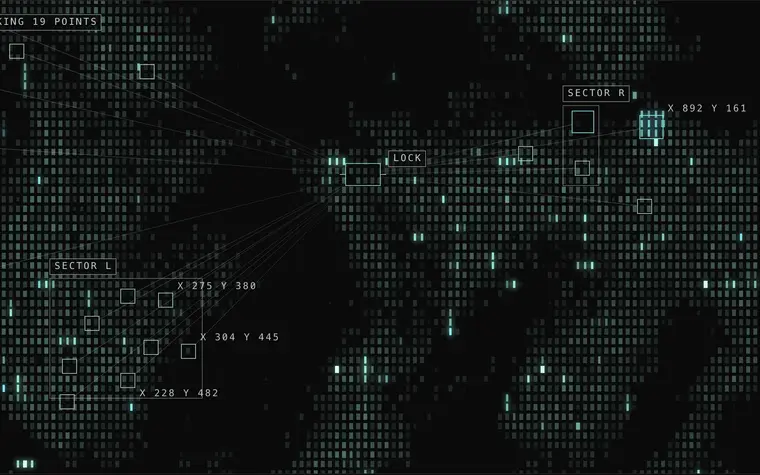 KING 19 POINTS
SECTOR R
X 892 Y 161
LOCK
SECTOR L
X 275 Y 380
X 304 Y 445
X 228 Y 482